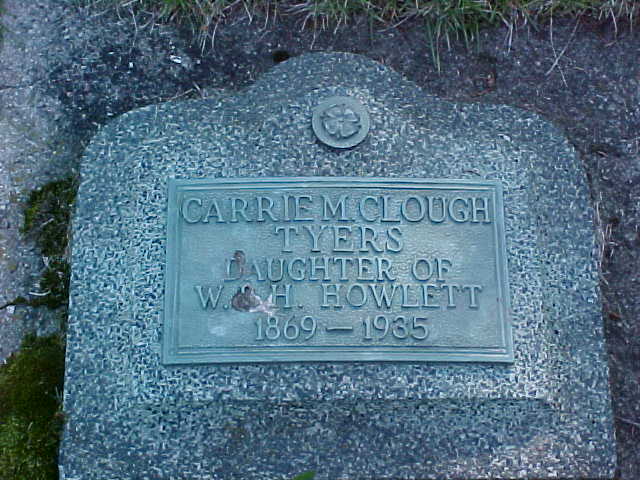 CARRIE M. CLOUGH
TYERS
DAUGHTER OF
W. & H. HOWLETT
1869 — 1935